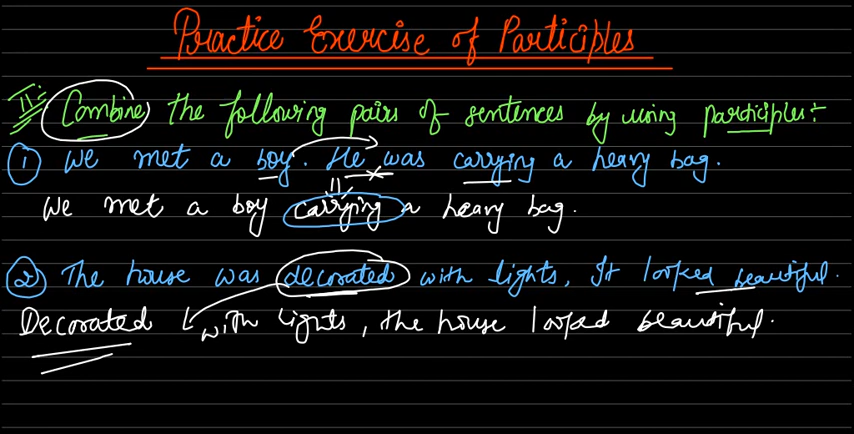 Practice Exercise of Participles
II. Combine the following pairs of sentences by using participles :-
① We met a boy. He was carrying a heavy bag.
We met a boy carrying a heavy bag.
② The house was decorated with lights. It looked beautiful.
Decorated with lights, the house looked beautiful.